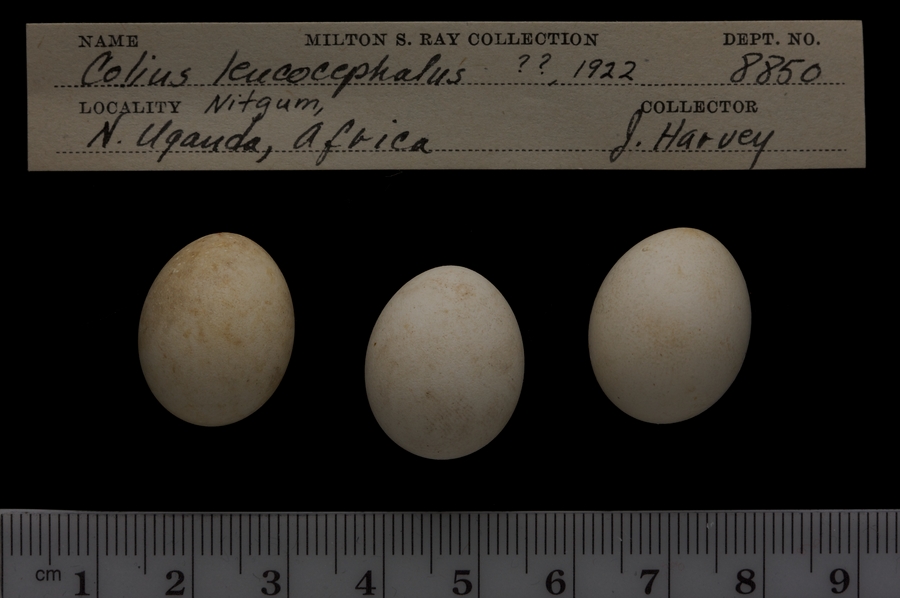 NAME MILTON S. RAY COLLECTION DEPT. NO.
Colius leucocephalus ??, 1922 8850
LOCALITY Nitgum, COLLECTOR
N. Uganda, Africa J. Harvey
cm 1 2 3 4 5 6 7 8 9